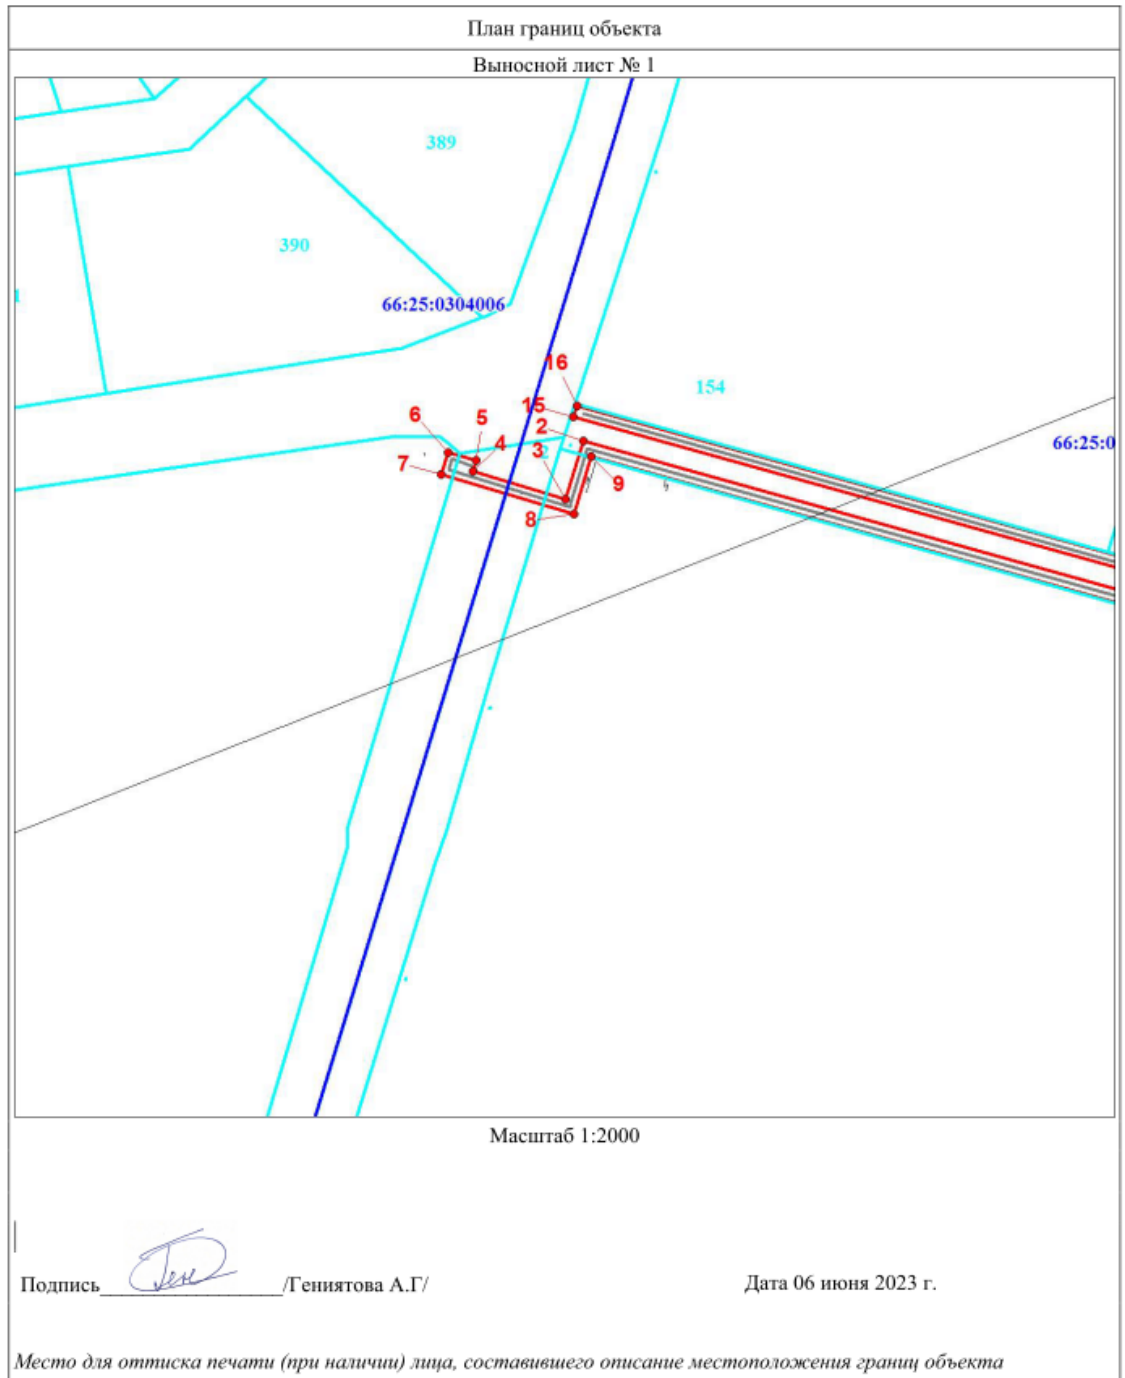 План границ объекта
Выносной лист № 1
389
390
66:25:0304006
16
154
15
6
5
2
66:25:0
4
3
2
7
9
8
Масштаб 1:2000
Подпись /Гениятова А.Г/
Дата 06 июня 2023 г.
Место для оттиска печати (при наличии) лица, составившего описание местоположения границ объекта